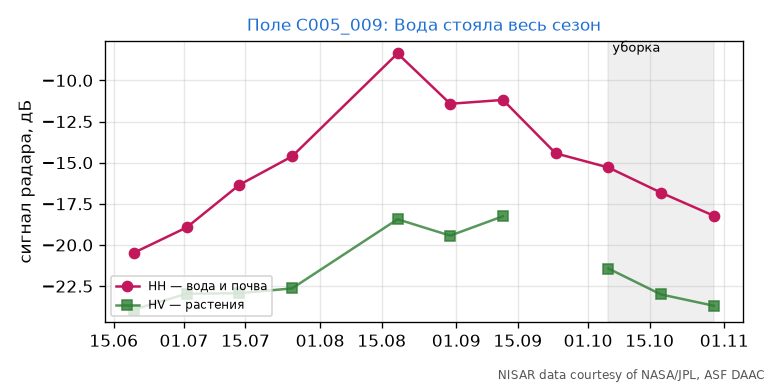 Поле C005_009: Вода стояла весь сезон
уборка
сигнал радара, дБ
−10.0
−12.5
−15.0
−17.5
−20.0
−22.5
HH — вода и почва
HV — растения
15.06 01.07 15.07 01.08 15.08 01.09 15.09 01.10 15.10 01.11
NISAR data courtesy of NASA/JPL, ASF DAAC